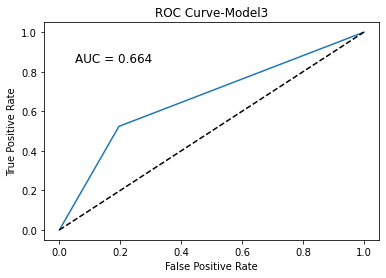 ROC Curve-Model3
1.0
AUC = 0.664
0.8
0.6
0.4
0.2
0.0
True Positive Rate
0.0 0.2 0.4 0.6 0.8 1.0
False Positive Rate